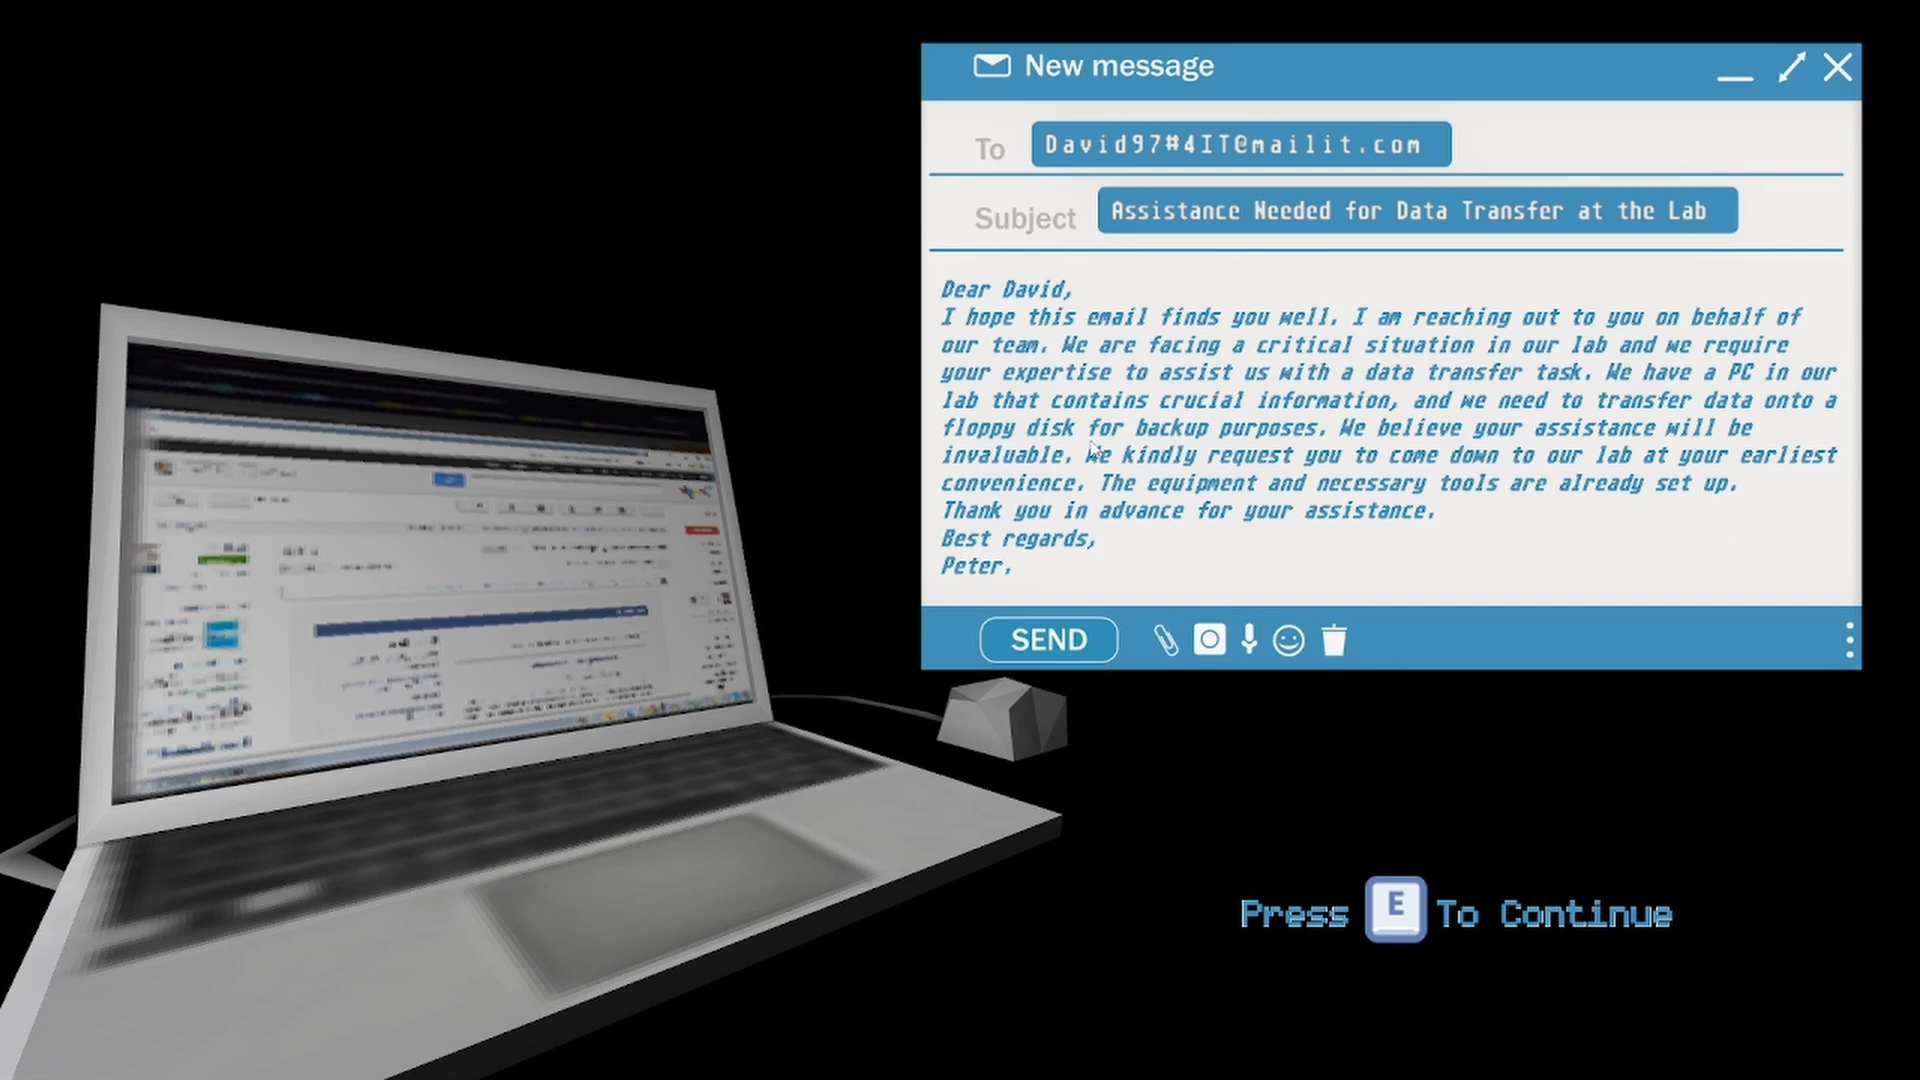 New message
To David97#4IT@mailit.com
Subject Assistance Needed for Data Transfer at the Lab
Dear David,
I hope this email finds you well. I am reaching out to you on behalf of
our team. We are facing a critical situation in our lab and we require
your expertise to assist us with a data transfer task. We have a PC in our
lab that contains crucial information, and we need to transfer data onto a
floppy disk for backup purposes. We believe your assistance will be
invaluable. We kindly request you to come down to our lab at your earliest
convenience. The equipment and necessary tools are already set up.
Thank you in advance for your assistance.
Best regards,
Peter.
SEND
Press E To Continue